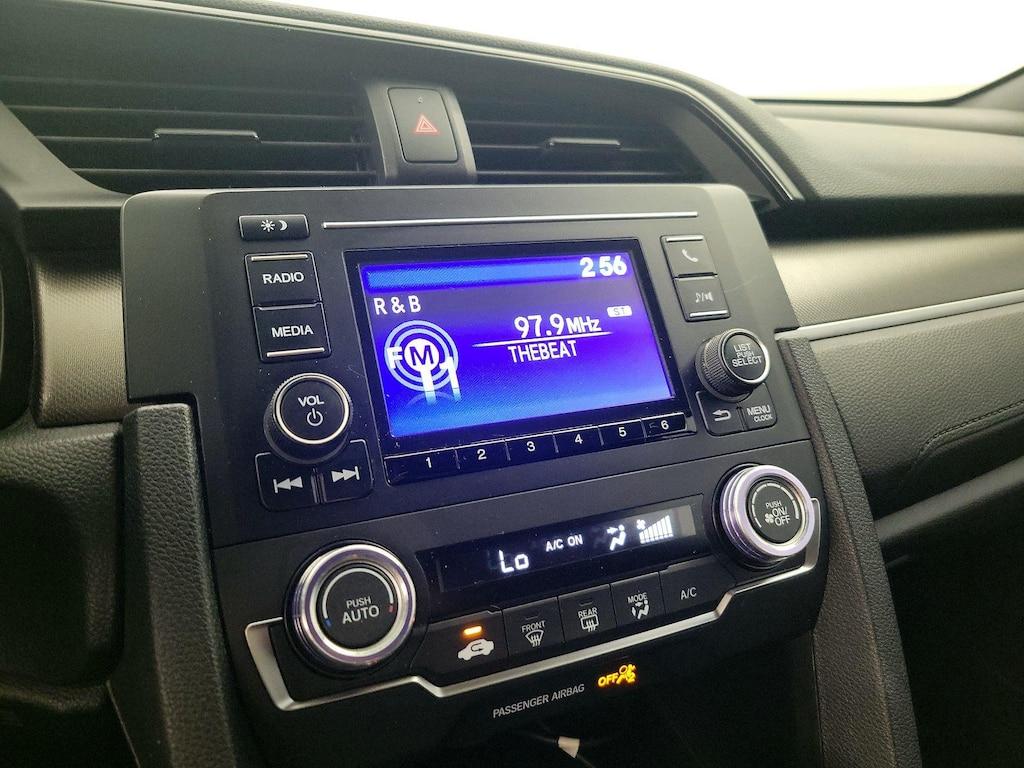 2 56
RADIO
R & B
97.9 MHz
ST
THEBEAT
FM1
MEDIA
LIST
PUSH
SELECT
VOL
MENU
CLOCK
1 2 3 4 5 6
PUSH
ON/
OFF
Lo A/C ON
PUSH
AUTO
FRONT
REAR
MODE
A/C
PASSENGER AIRBAG
OFF